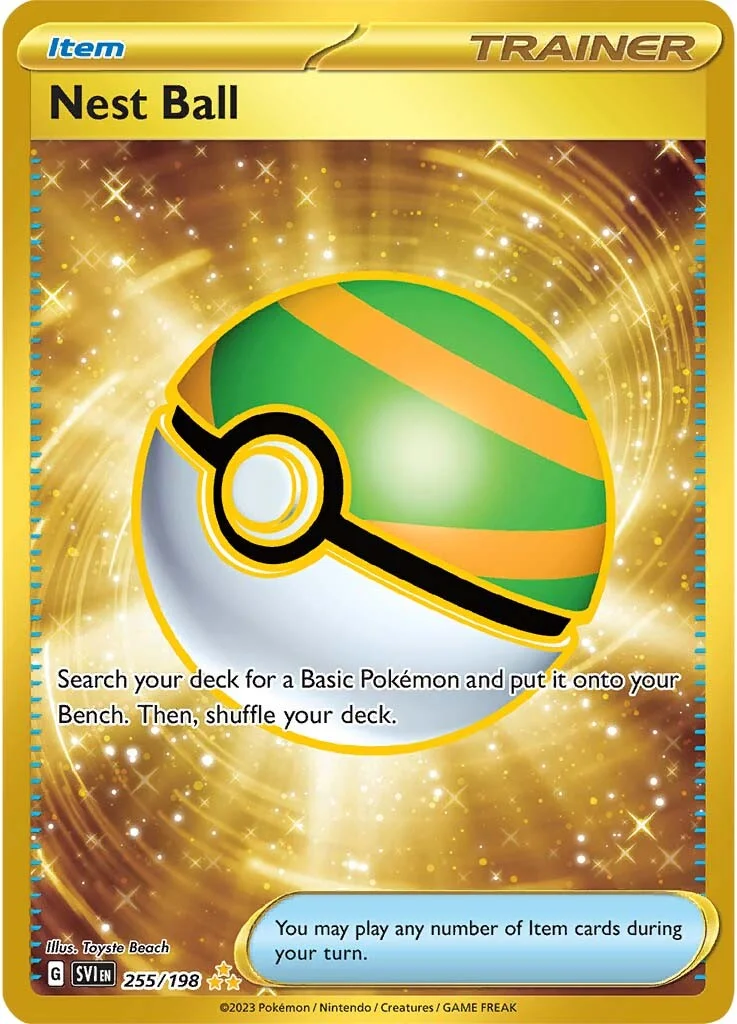 Item
TRAINER
Nest Ball
Search your deck for a Basic Pokémon and put it onto your
Bench. Then, shuffle your deck.
You may play any number of Item cards during
your turn.
Illus. Toyste Beach
G SVI EN 255/198
©2023 Pokémon / Nintendo / Creatures / GAME FREAK